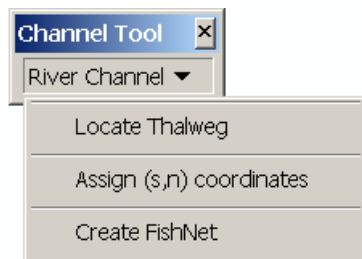 Channel Tool
River Channel
Locate Thalweg
Assign (s,n) coordinates
Create FishNet